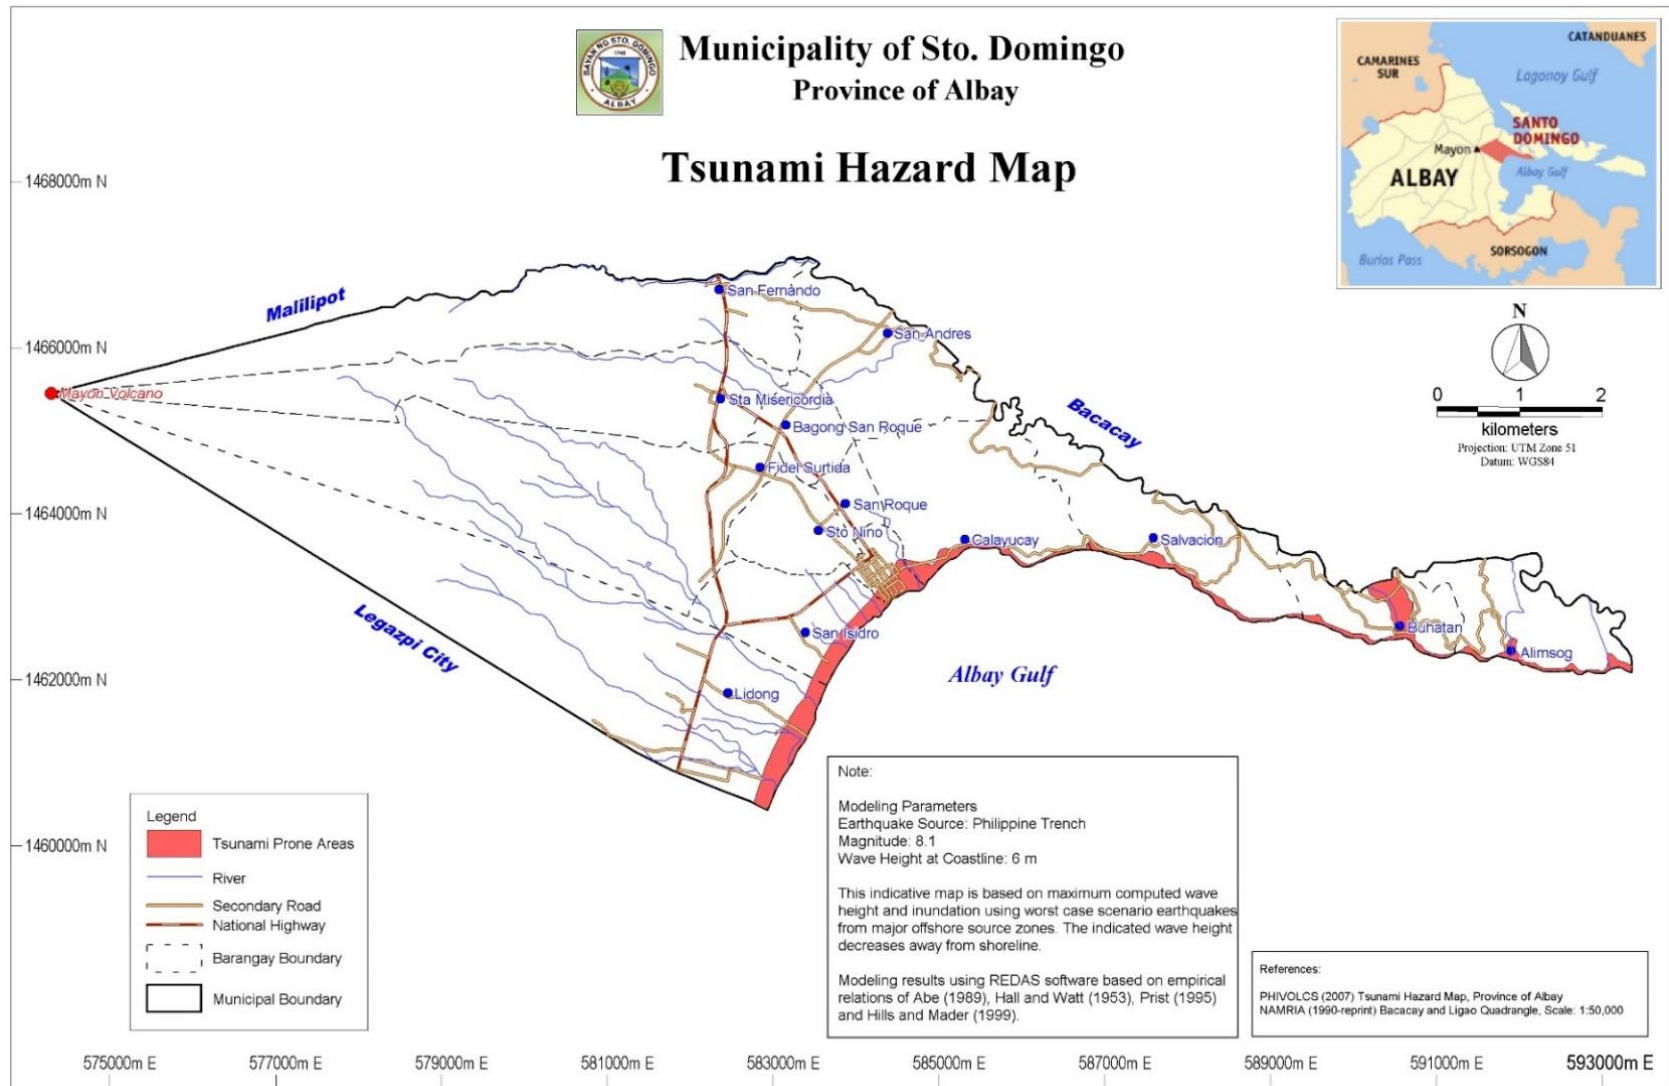 Municipality of Sto. Domingo
Province of Albay
Tsunami Hazard Map
BAYAN NG STO. DOMINGO
ALBAY
CATANDUANES
CAMARINES
SUR
Lagonoy Gulf
SANTO
DOMINGO
Mayon
ALBAY
Albay Gulf
SORSOGON
Burias Pass
N
0 1 2
kilometers
Projection: UTM Zone 51
Datum: WGS84
1468000m N
1466000m N
1464000m N
1462000m N
1460000m N
Malilipot
San Fernando
San Andres
Mayon Volcano
Sta Misericordia
Bacacay
Bagong San Roque
Fidel Surtida
San Roque
Sto Nino
Calayucay
Salvacion
Legazpi City
San Isidro
Buhatan
Alimsog
Albay Gulf
Lidong
Legend
Tsunami Prone Areas
River
Secondary Road
National Highway
Barangay Boundary
Municipal Boundary
Note:
Modeling Parameters
Earthquake Source: Philippine Trench
Magnitude: 8.1
Wave Height at Coastline: 6 m
This indicative map is based on maximum computed wave
height and inundation using worst case scenario earthquakes
from major offshore source zones. The indicated wave height
decreases away from shoreline.
Modeling results using REDAS software based on empirical
relations of Abe (1989), Hall and Watt (1953), Prist (1995)
and Hills and Mader (1999).
References:
PHIVOLCS (2007) Tsunami Hazard Map, Province of Albay
NAMRIA (1990-reprint) Bacacay and Ligao Quadrangle, Scale: 1:50,000
575000m E
577000m E
579000m E
581000m E
583000m E
585000m E
587000m E
589000m E
591000m E
593000m E